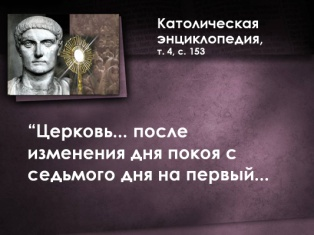 Католическая
энциклопедия,
т. 4, с. 153
“Церковь... после
изменения дня покоя с
седьмого дня на первый...